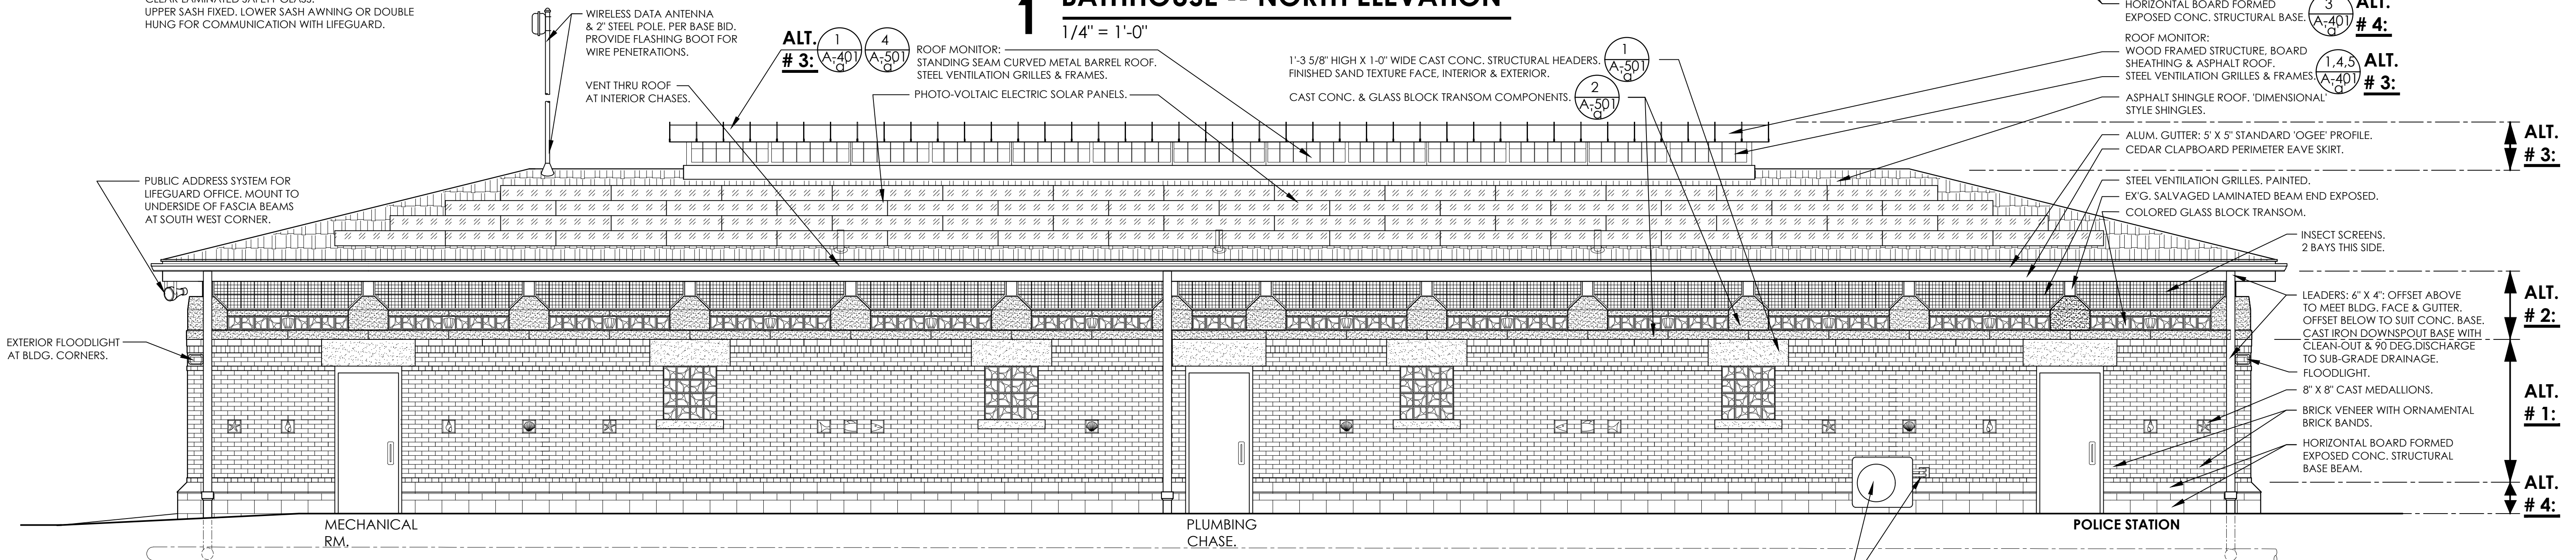 CLEAR LAMINATED SAFETY GLASS.
UPPER SASH FIXED. LOWER SASH AWNING OR DOUBLE
HUNG FOR COMMUNICATION WITH LIFEGUARD.
1
BATHHOUSE -- NORTH ELEVATION
1/4" = 1'-0"
WIRELESS DATA ANTENNA
& 2" STEEL POLE. PER BASE BID.
PROVIDE FLASHING BOOT FOR
WIRE PENETRATIONS.
VENT THRU ROOF
AT INTERIOR CHASES.
ALT.
# 3:
1
A-401
a
4
A-501
a
ROOF MONITOR:
STANDING SEAM CURVED METAL BARREL ROOF.
STEEL VENTILATION GRILLES & FRAMES.
PHOTO-VOLTAIC ELECTRIC SOLAR PANELS.
1'-3 5/8" HIGH X 1-0" WIDE CAST CONC. STRUCTURAL HEADERS.
FINISHED SAND TEXTURE FACE, INTERIOR & EXTERIOR.
1
A-501
a
CAST CONC. & GLASS BLOCK TRANSOM COMPONENTS.
2
A-501
a
HORIZONTAL BOARD FORMED
EXPOSED CONC. STRUCTURAL BASE.
3
A-401
a
ALT.
# 4:
ROOF MONITOR:
WOOD FRAMED STRUCTURE, BOARD
SHEATHING & ASPHALT ROOF.
STEEL VENTILATION GRILLES & FRAMES.
1,4,5
A-401
a
ALT.
# 3:
ASPHALT SHINGLE ROOF. 'DIMENSIONAL'
STYLE SHINGLES.
ALUM. GUTTER: 5' X 5" STANDARD 'OGEE' PROFILE.
CEDAR CLAPBOARD PERIMETER EAVE SKIRT.
ALT.
# 3:
STEEL VENTILATION GRILLES. PAINTED.
EX'G. SALVAGED LAMINATED BEAM END EXPOSED.
COLORED GLASS BLOCK TRANSOM.
INSECT SCREENS.
2 BAYS THIS SIDE.
PUBLIC ADDRESS SYSTEM FOR
LIFEGUARD OFFICE. MOUNT TO
UNDERSIDE OF FASCIA BEAMS
AT SOUTH WEST CORNER.
EXTERIOR FLOODLIGHT
AT BLDG. CORNERS.
LEADERS: 6" X 4": OFFSET ABOVE
TO MEET BLDG. FACE & GUTTER.
OFFSET BELOW TO SUIT CONC. BASE.
CAST IRON DOWNSPOUT BASE WITH
CLEAN-OUT & 90 DEG.DISCHARGE
TO SUB-GRADE DRAINAGE.
FLOODLIGHT.
8" X 8" CAST MEDALLIONS.
BRICK VENEER WITH ORNAMENTAL
BRICK BANDS.
HORIZONTAL BOARD FORMED
EXPOSED CONC. STRUCTURAL
BASE BEAM.
ALT.
# 2:
ALT.
# 1:
ALT.
# 4:
MECHANICAL
RM.
PLUMBING
CHASE.
POLICE STATION